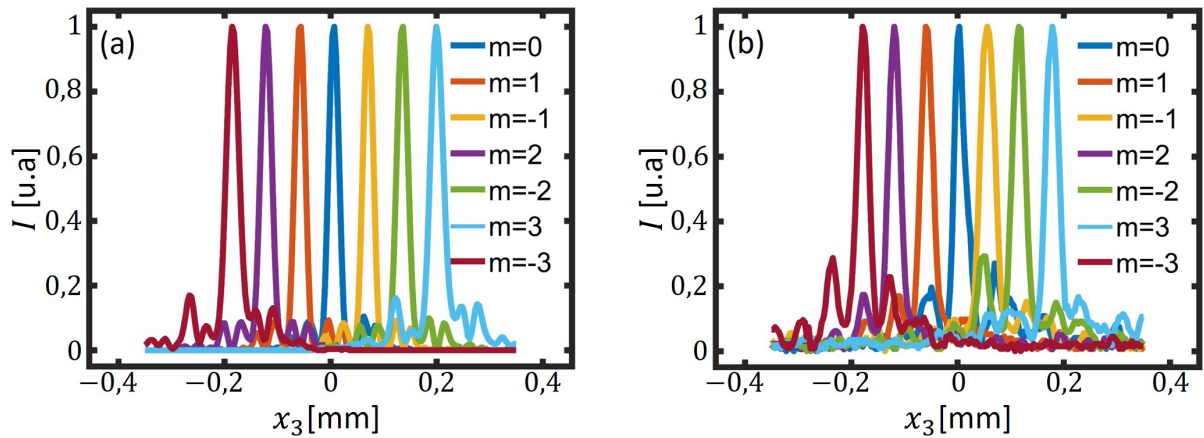 (a)
I [u.a]
1
0,8
0,6
0,4
0,2
0
−0,4
−0,2
0
0,2
0,4
x₃[mm]
m=0
m=1
m=-1
m=2
m=-2
m=3
m=-3
(b)
I [u.a]
1
0,8
0,6
0,4
0,2
0
−0,4
−0,2
0
0,2
0,4
x₃[mm]
m=0
m=1
m=-1
m=2
m=-2
m=3
m=-3